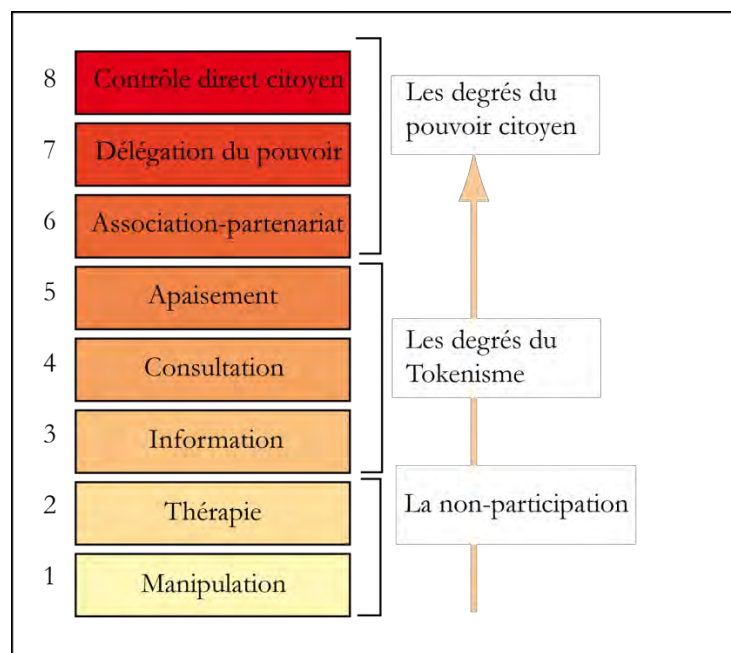 8 Contrôle direct citoyen
7 Délégation du pouvoir
6 Association-partenariat
Les degrés du
pouvoir citoyen
5 Apaisement
4 Consultation
3 Information
Les degrés du
Tokenisme
2 Thérapie
1 Manipulation
La non-participation